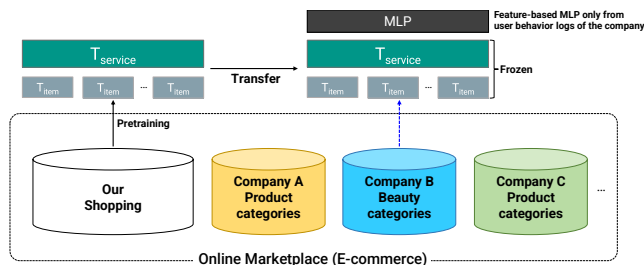 MLP
Feature-based MLP only from
user behavior logs of the company
Tservice
Tservice
Transfer
Frozen
Titem
Titem
...
Titem
Titem
Titem
...
Titem
Pretraining
Our
Shopping
Company A
Product
categories
Company B
Beauty
categories
Company C
Product
categories
...
Online Marketplace (E-commerce)